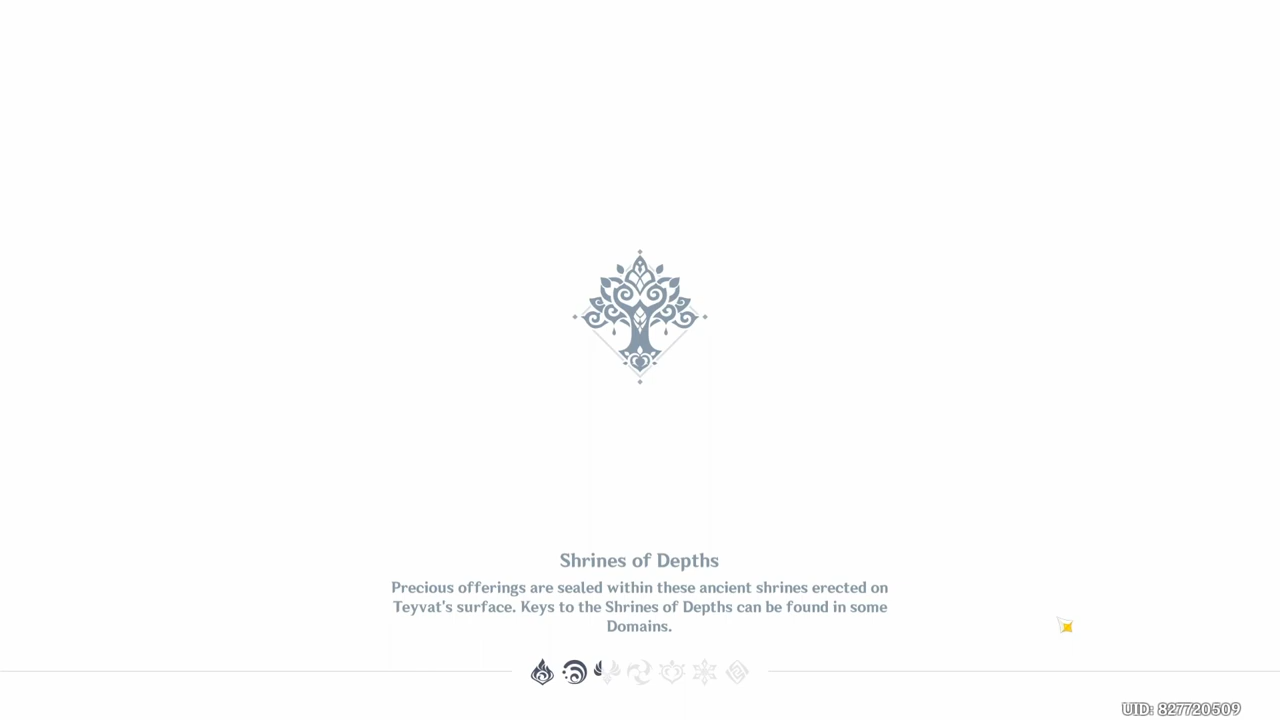 Shrines of Depths
Precious offerings are sealed within these ancient shrines erected on
Teyvat's surface. Keys to the Shrines of Depths can be found in some
Domains.
UID: 827720509